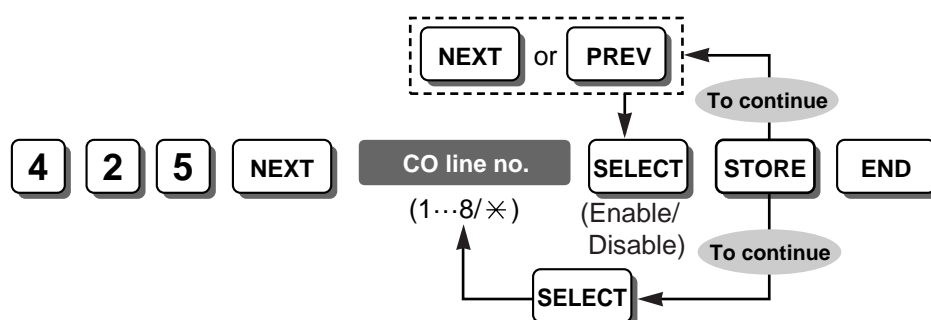 NEXT or PREV
To continue
4 2 5 NEXT CO line no. SELECT STORE END
(1···8/✳) (Enable/
Disable)
To continue
SELECT